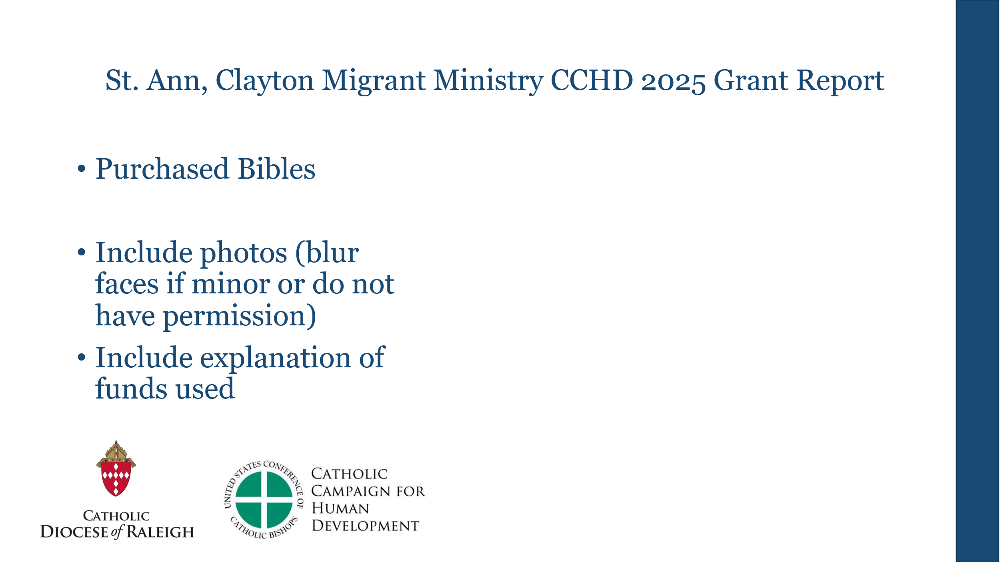 St. Ann, Clayton Migrant Ministry CCHD 2025 Grant Report
• Purchased Bibles
• Include photos (blur
faces if minor or do not
have permission)
• Include explanation of
funds used
CATHOLIC
DIOCESE of RALEIGH
UNITED STATES CONFERENCE OF
CATHOLIC BISHOPS
CATHOLIC
CAMPAIGN FOR
HUMAN
DEVELOPMENT